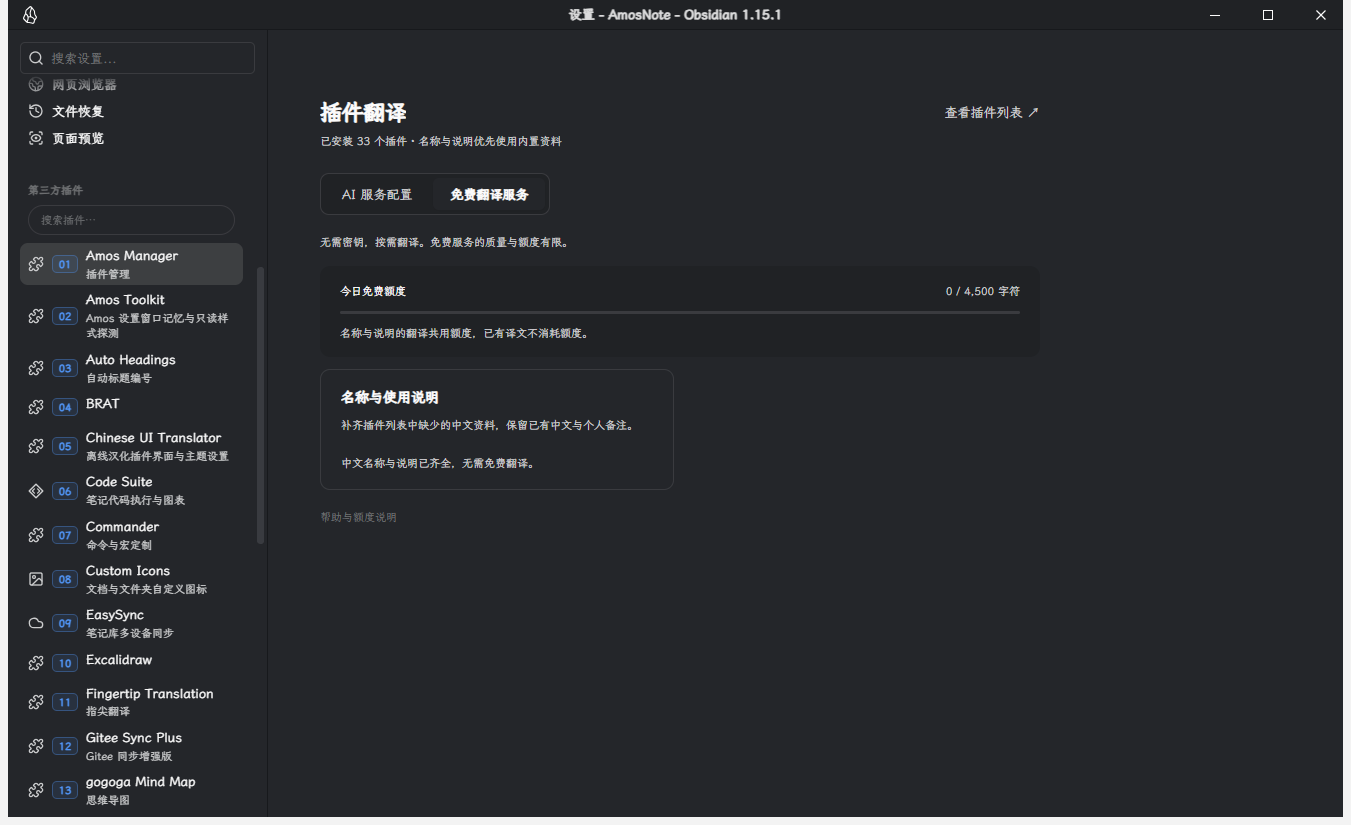 设置 - AmosNote - Obsidian 1.15.1
搜索设置...
网页浏览器
文件恢复
页面预览
第三方插件
搜索插件...
01
Amos Manager
插件管理
02
Amos Toolkit
Amos 设置窗口记忆与只读样
式探测
03
Auto Headings
自动标题编号
04
BRAT
05
Chinese UI Translator
离线汉化插件界面与主题设置
06
Code Suite
笔记代码执行与图表
07
Commander
命令与宏定制
08
Custom Icons
文档与文件夹自定义图标
09
EasySync
笔记库多设备同步
10
Excalidraw
11
Fingertip Translation
指尖翻译
12
Gitee Sync Plus
Gitee 同步增强版
13
gogoga Mind Map
思维导图
插件翻译
查看插件列表 ↗
已安装 33 个插件 · 名称与说明优先使用内置资料
AI 服务配置
免费翻译服务
无需密钥，按需翻译。免费服务的质量与额度有限。
今日免费额度
0 / 4,500 字符
名称与说明的翻译共用额度，已有译文不消耗额度。
名称与使用说明
补齐插件列表中缺少的中文资料，保留已有中文与个人备注。
中文名称与说明已齐全，无需免费翻译。
帮助与额度说明